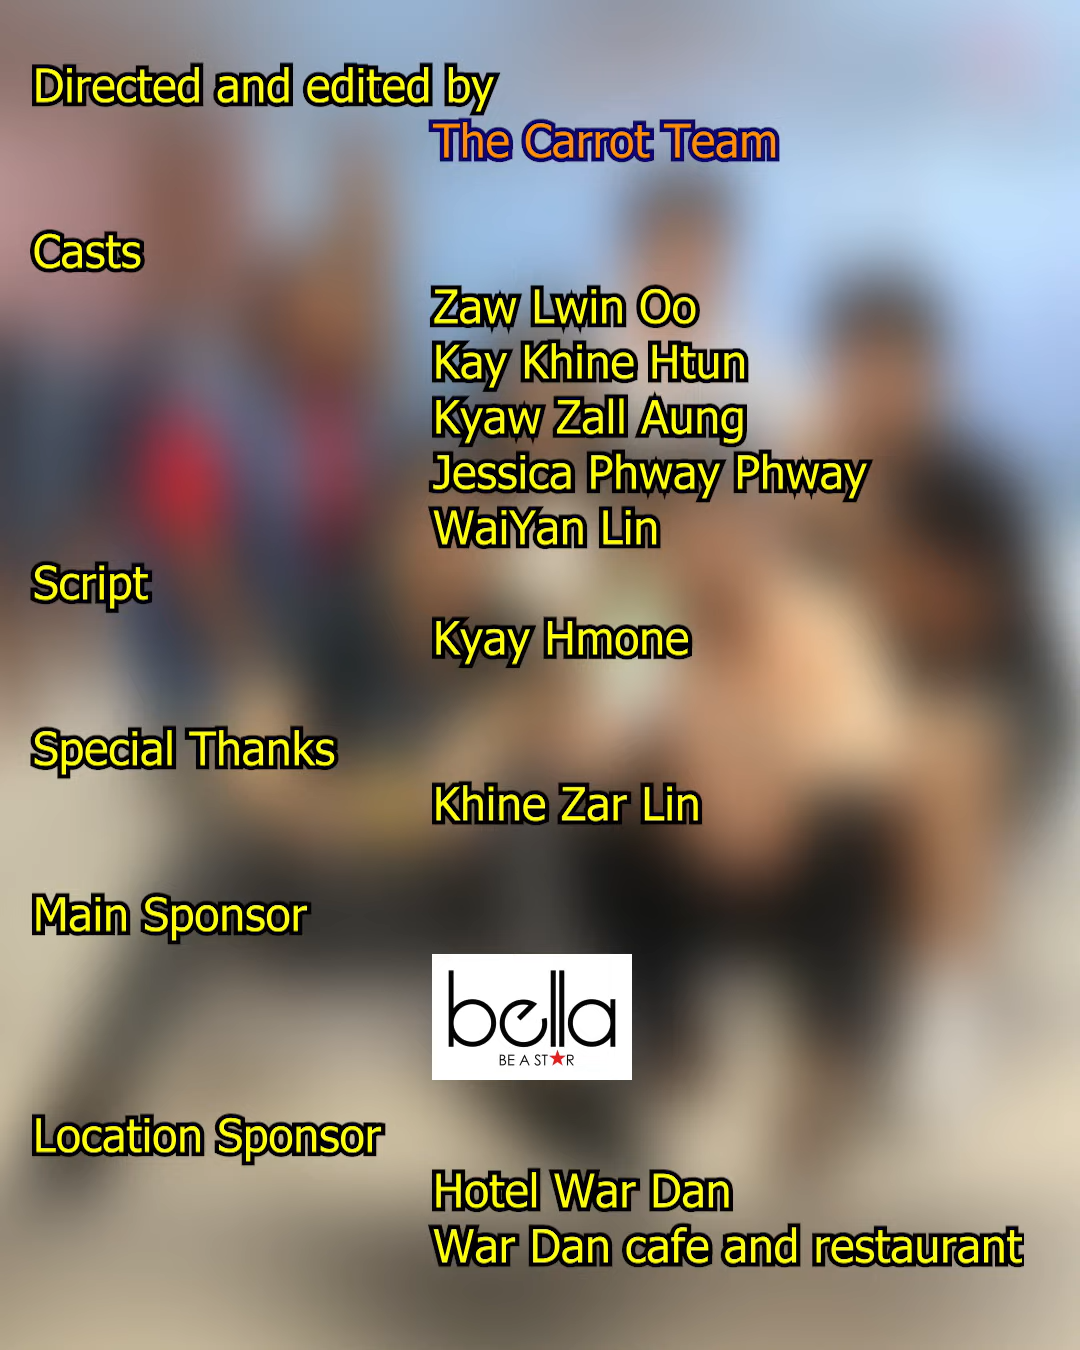 Directed and edited by
The Carrot Team
Casts
Zaw Lwin Oo
Kay Khine Htun
Kyaw Zall Aung
Jessica Phway Phway
WaiYan Lin
Script
Kyay Hmone
Special Thanks
Khine Zar Lin
Main Sponsor
bella
BE A ST★R
Location Sponsor
Hotel War Dan
War Dan cafe and restaurant